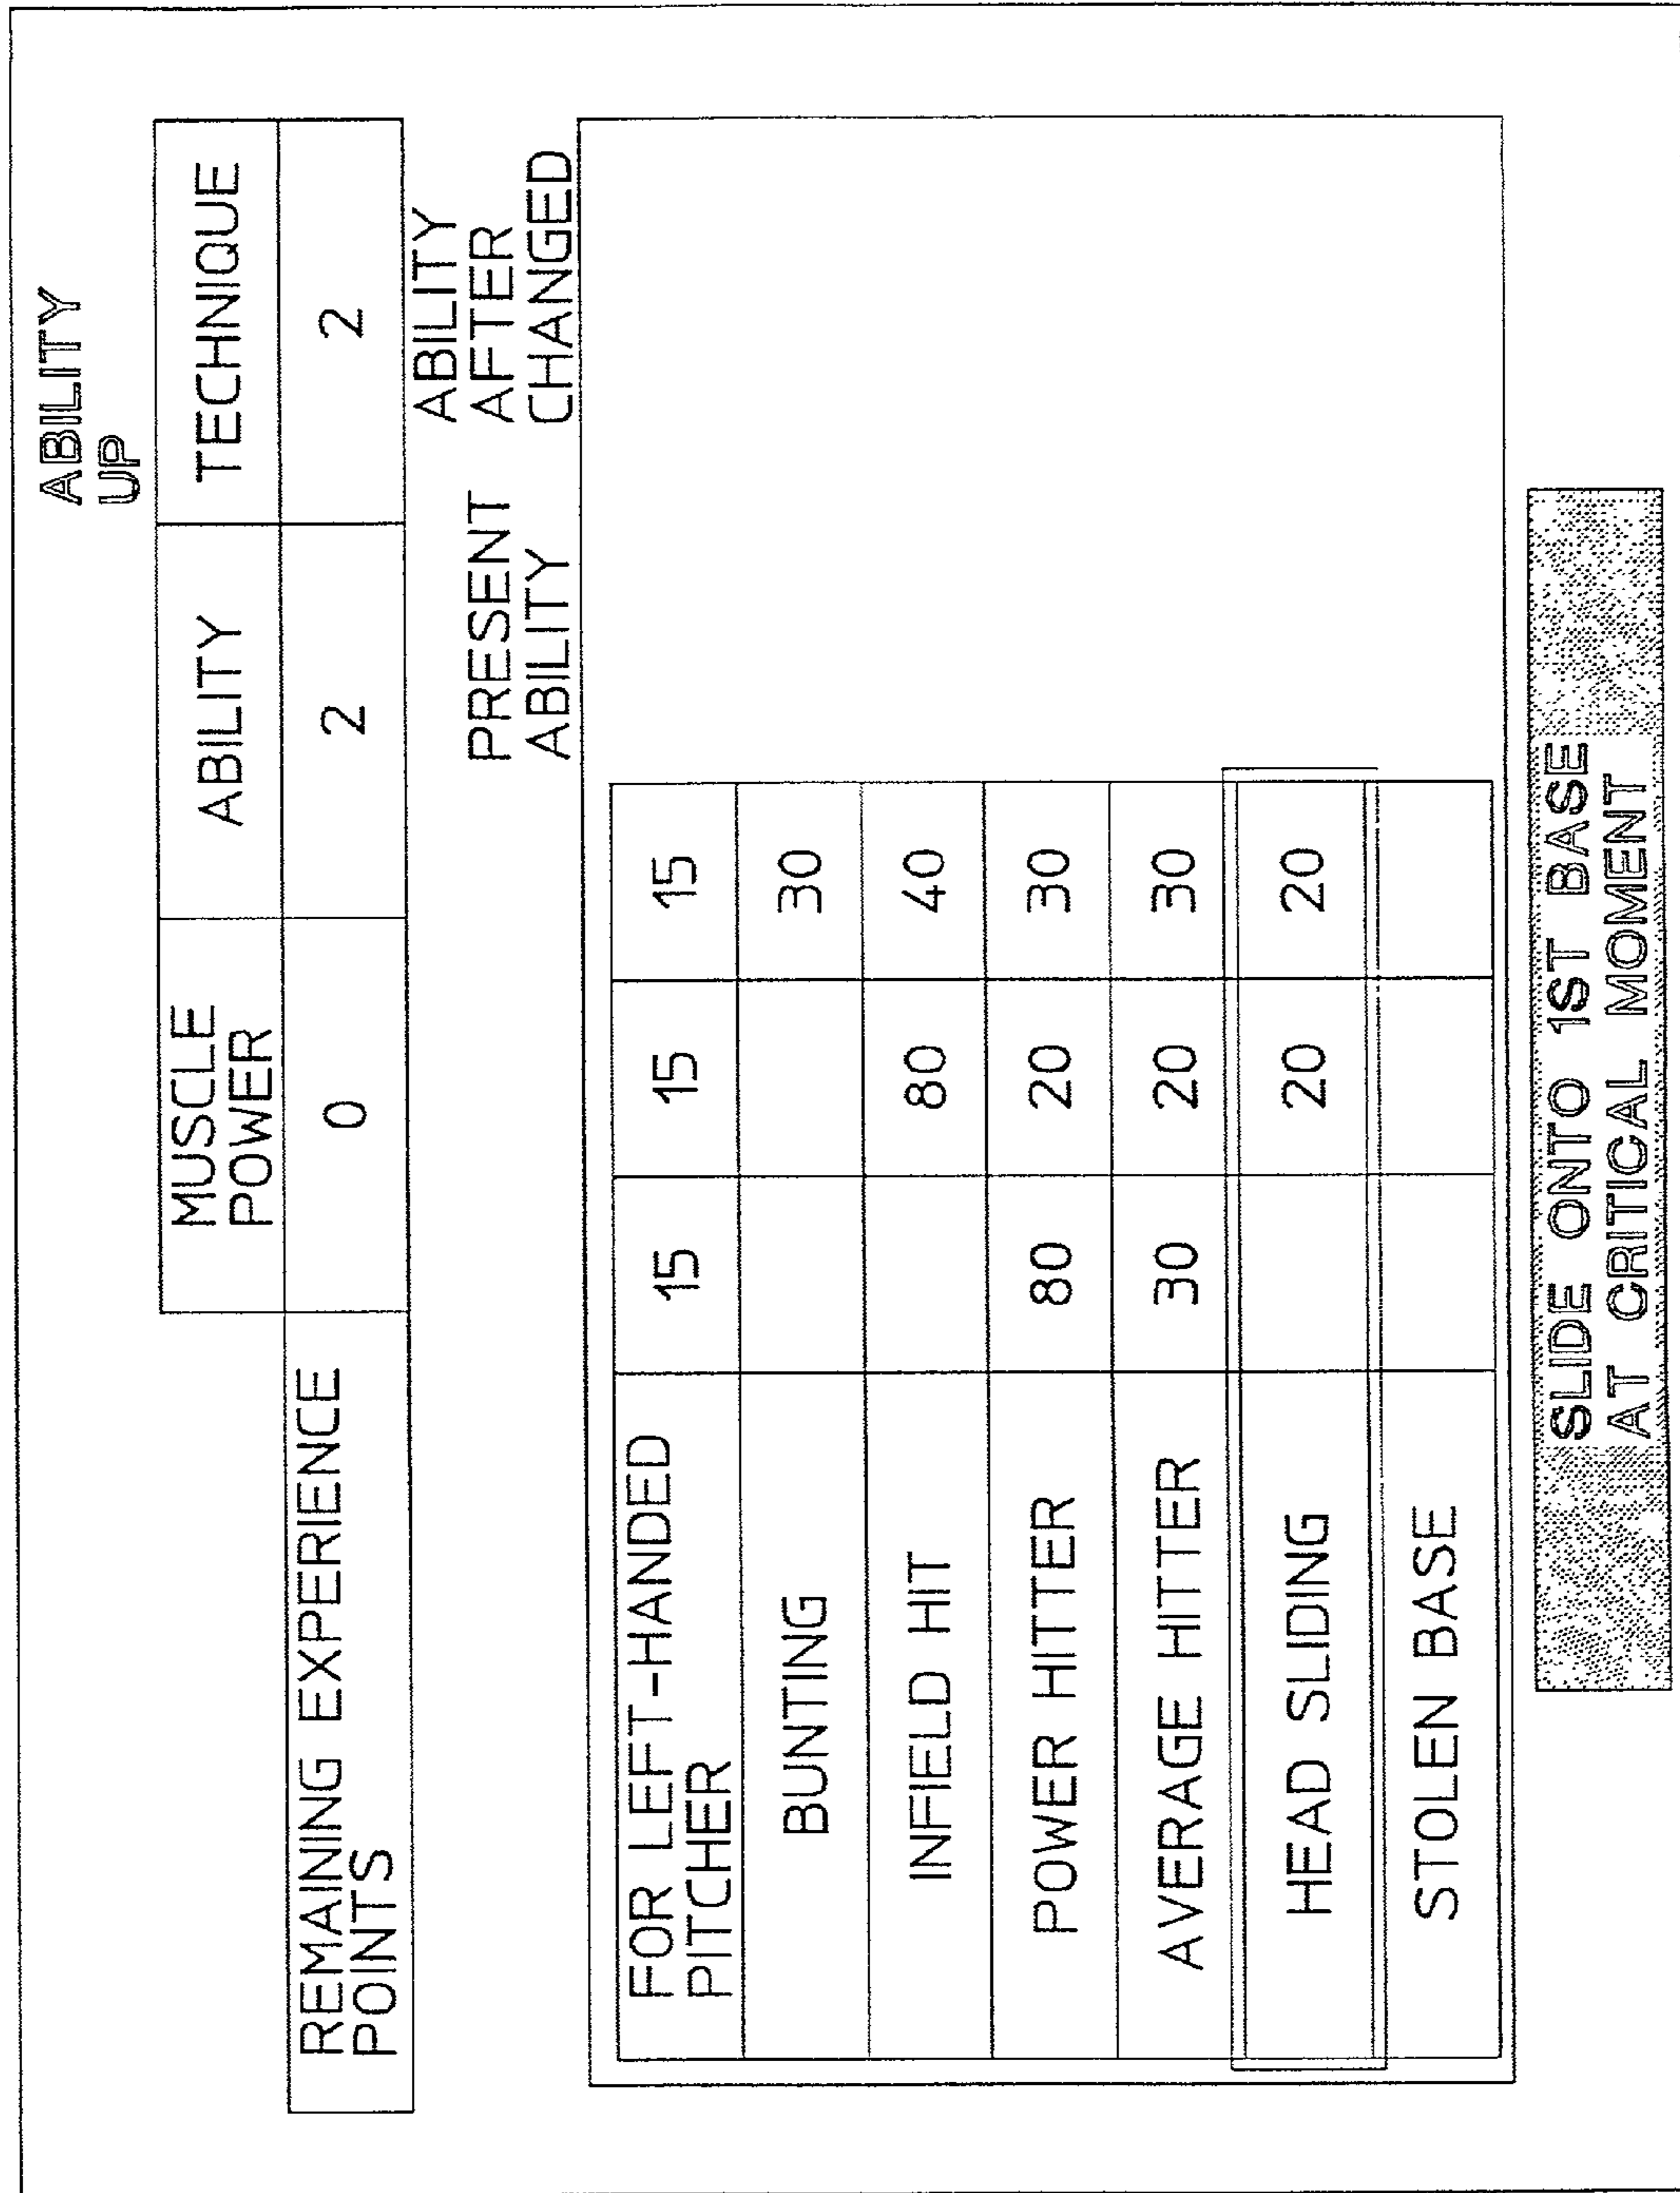 ABILITY
UP
MUSCLE
POWER
ABILITY
TECHNIQUE
REMAINING EXPERIENCE
POINTS
0
2
2
PRESENT
ABILITY
ABILITY
AFTER
CHANGED
FOR LEFT-HANDED
PITCHER
15
15
15
BUNTING
30
INFIELD HIT
80
40
POWER HITTER
80
20
30
AVERAGE HITTER
30
20
30
HEAD SLIDING
20
20
STOLEN BASE
SLIDE ONTO 1ST BASE
AT CRITICAL MOMENT